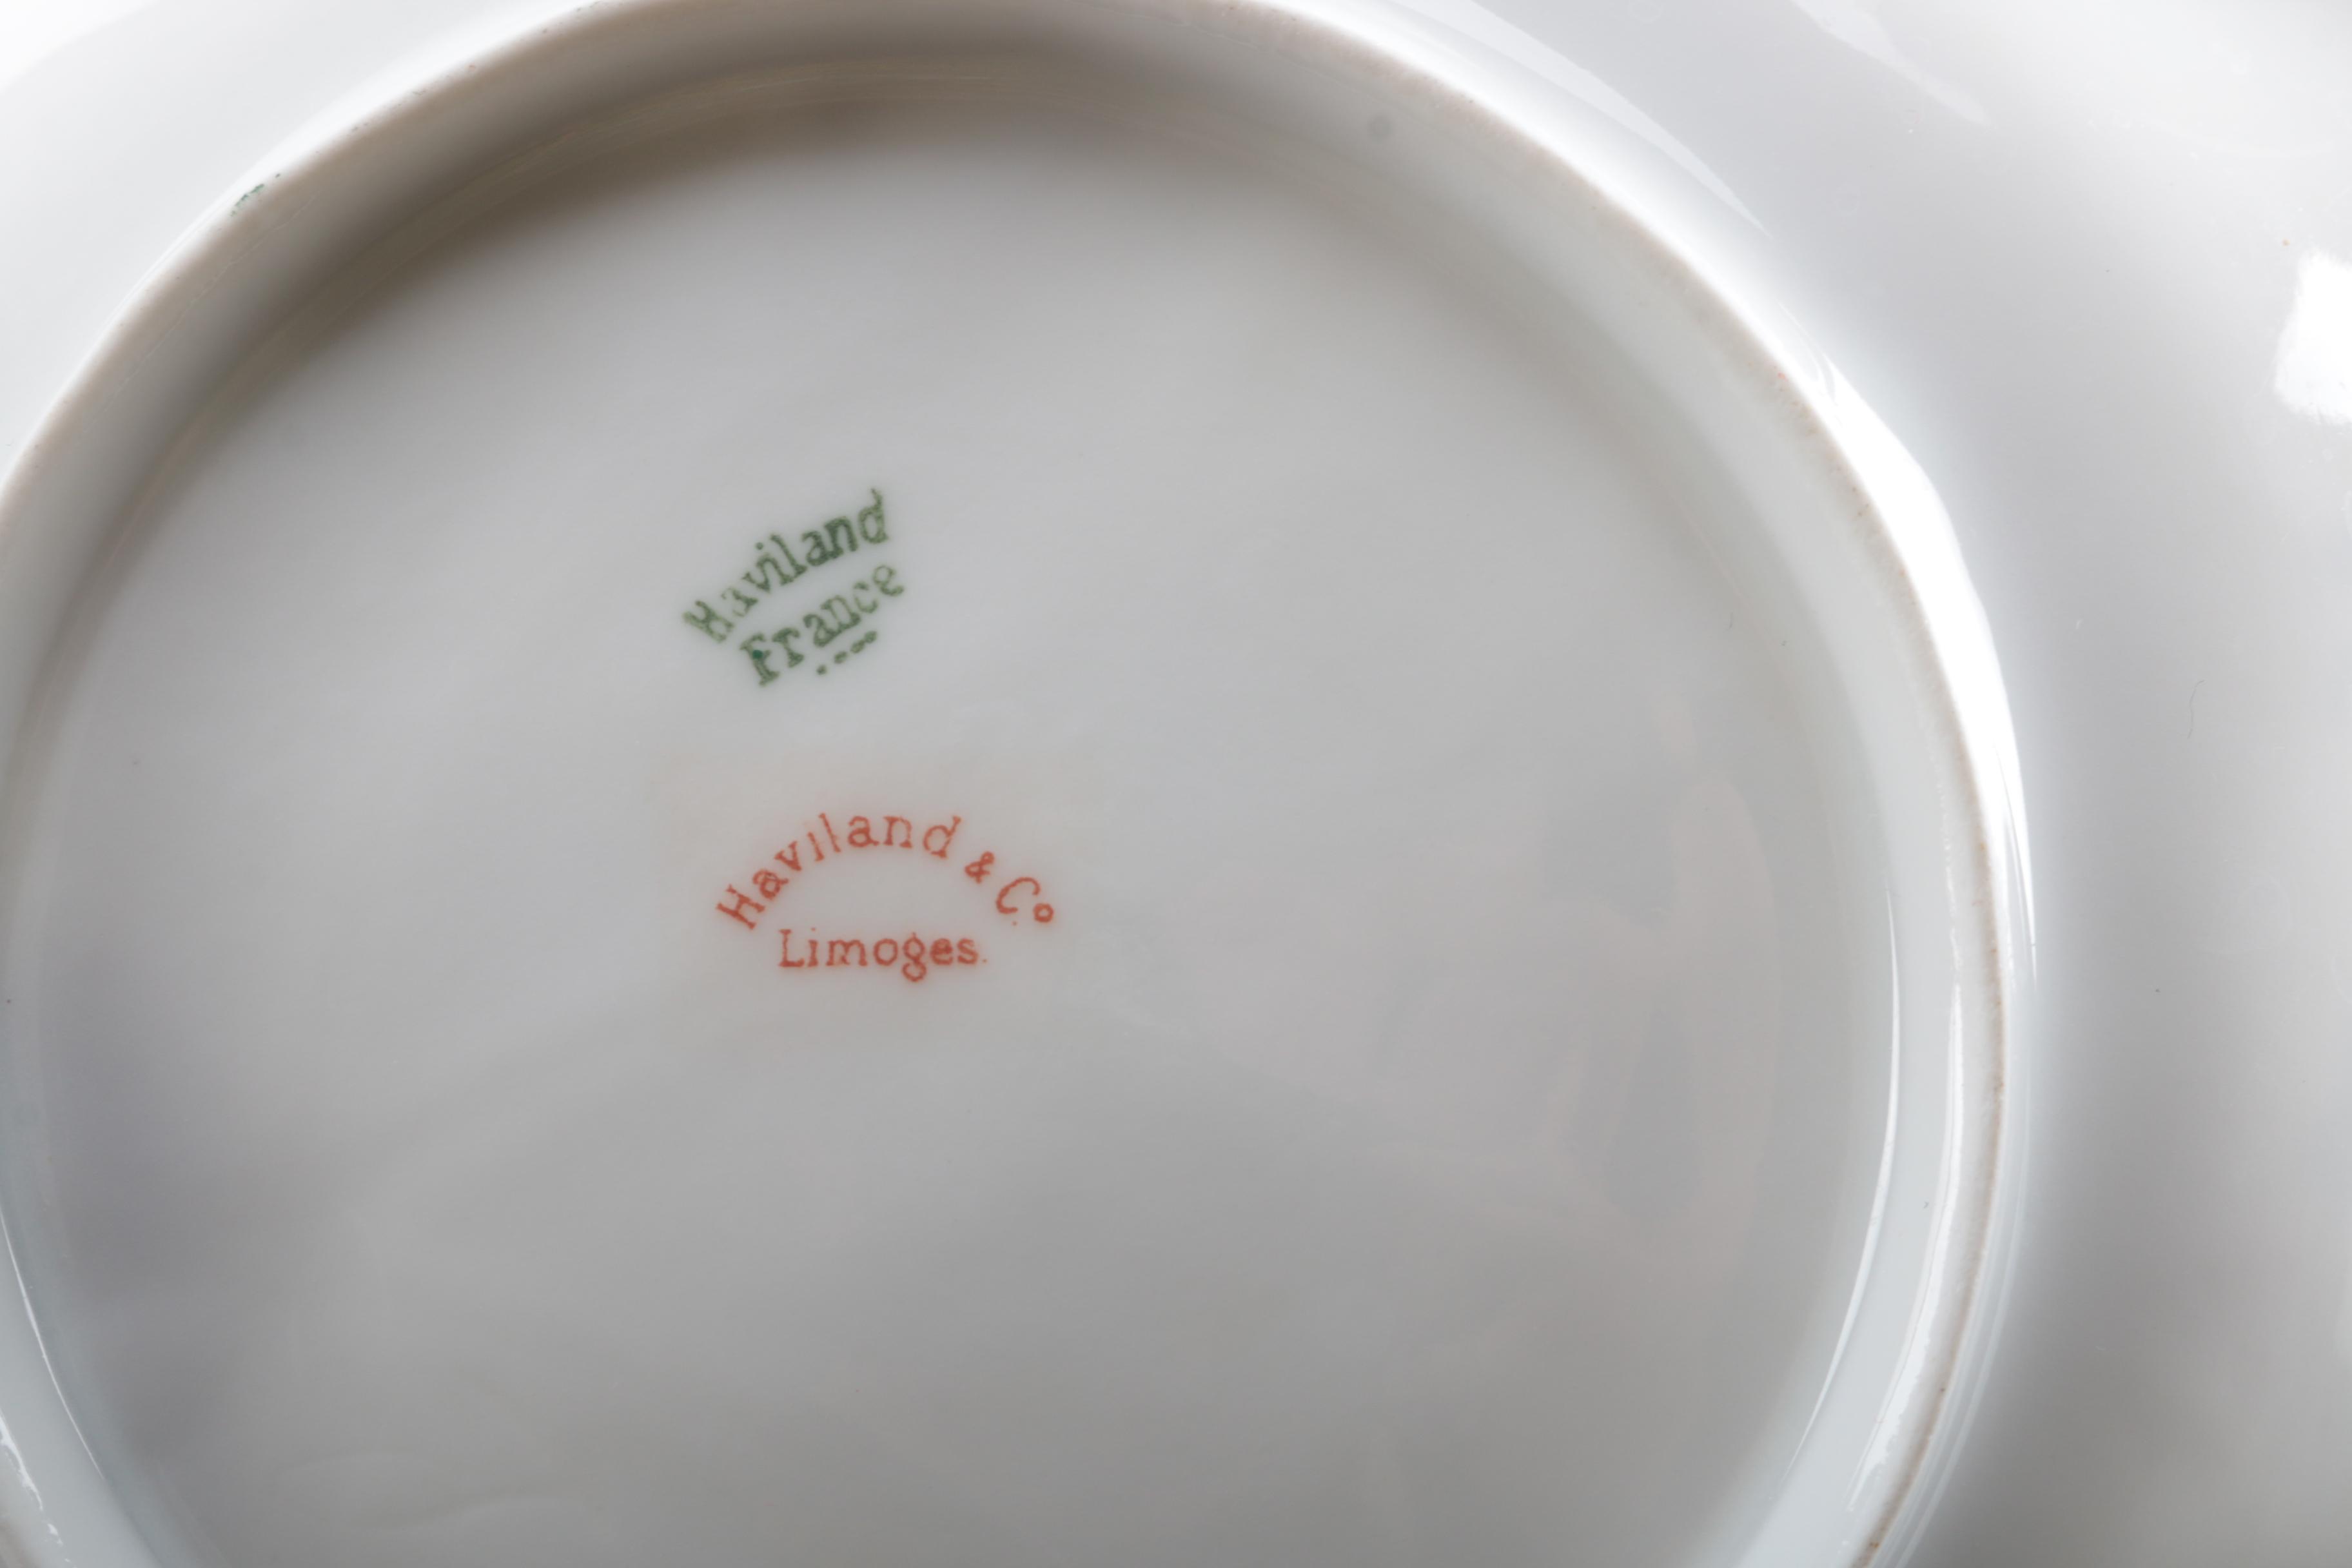 Haviland
France
Haviland & Co
Limoges.